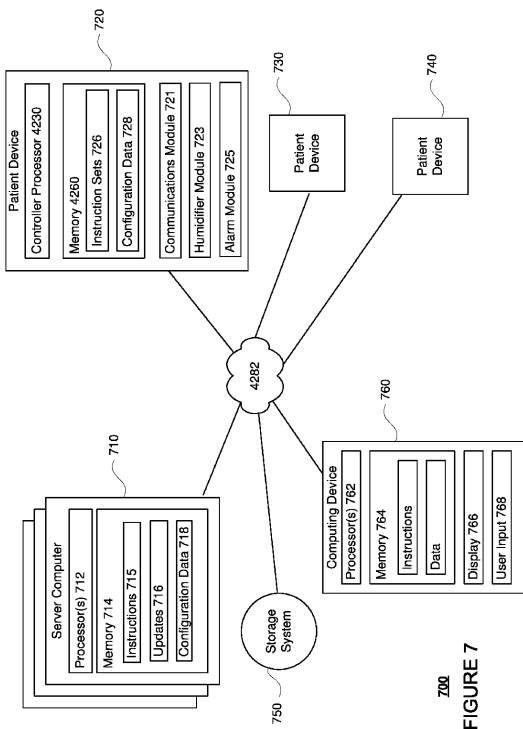 710
Server Computer
Processor(s) 712
Memory 714
Instructions 715
Updates 716
Configuration Data 718
720
Patient Device
Controller Processor 4230
Memory 4260
Instruction Sets 726
Configuration Data 728
Communications Module 721
Humidifier Module 723
Alarm Module 725
4282
730
Patient
Device
740
Patient
Device
750
Storage
System
760
Computing Device
Processor(s) 762
Memory 764
Instructions
Data
Display 766
User Input 768
700
FIGURE 7